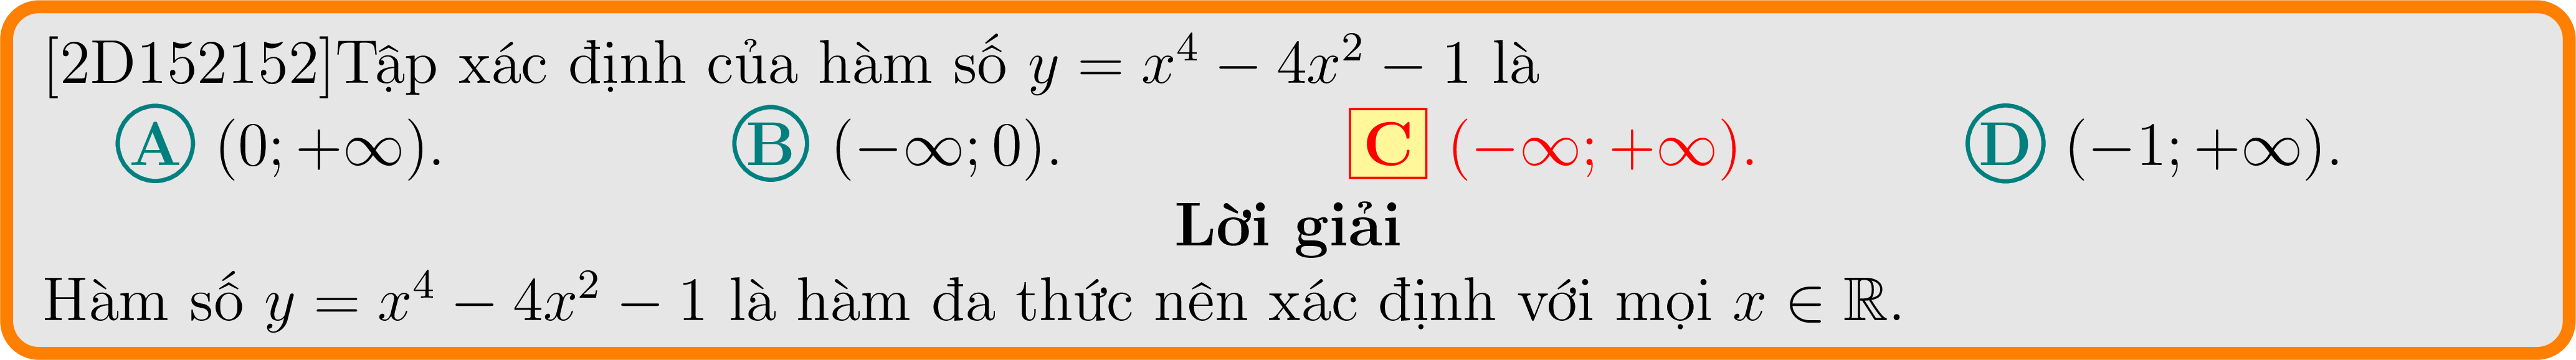 [2D152152]Tập xác định của hàm số $y = x^4 - 4x^2 - 1$ là
A $(0; +\infty)$. B $(-\infty; 0)$. C $(-\infty; +\infty)$. D $(-1; +\infty)$.
Lời giải
Hàm số $y = x^4 - 4x^2 - 1$ là hàm đa thức nên xác định với mọi $x \in \mathbb{R}$.